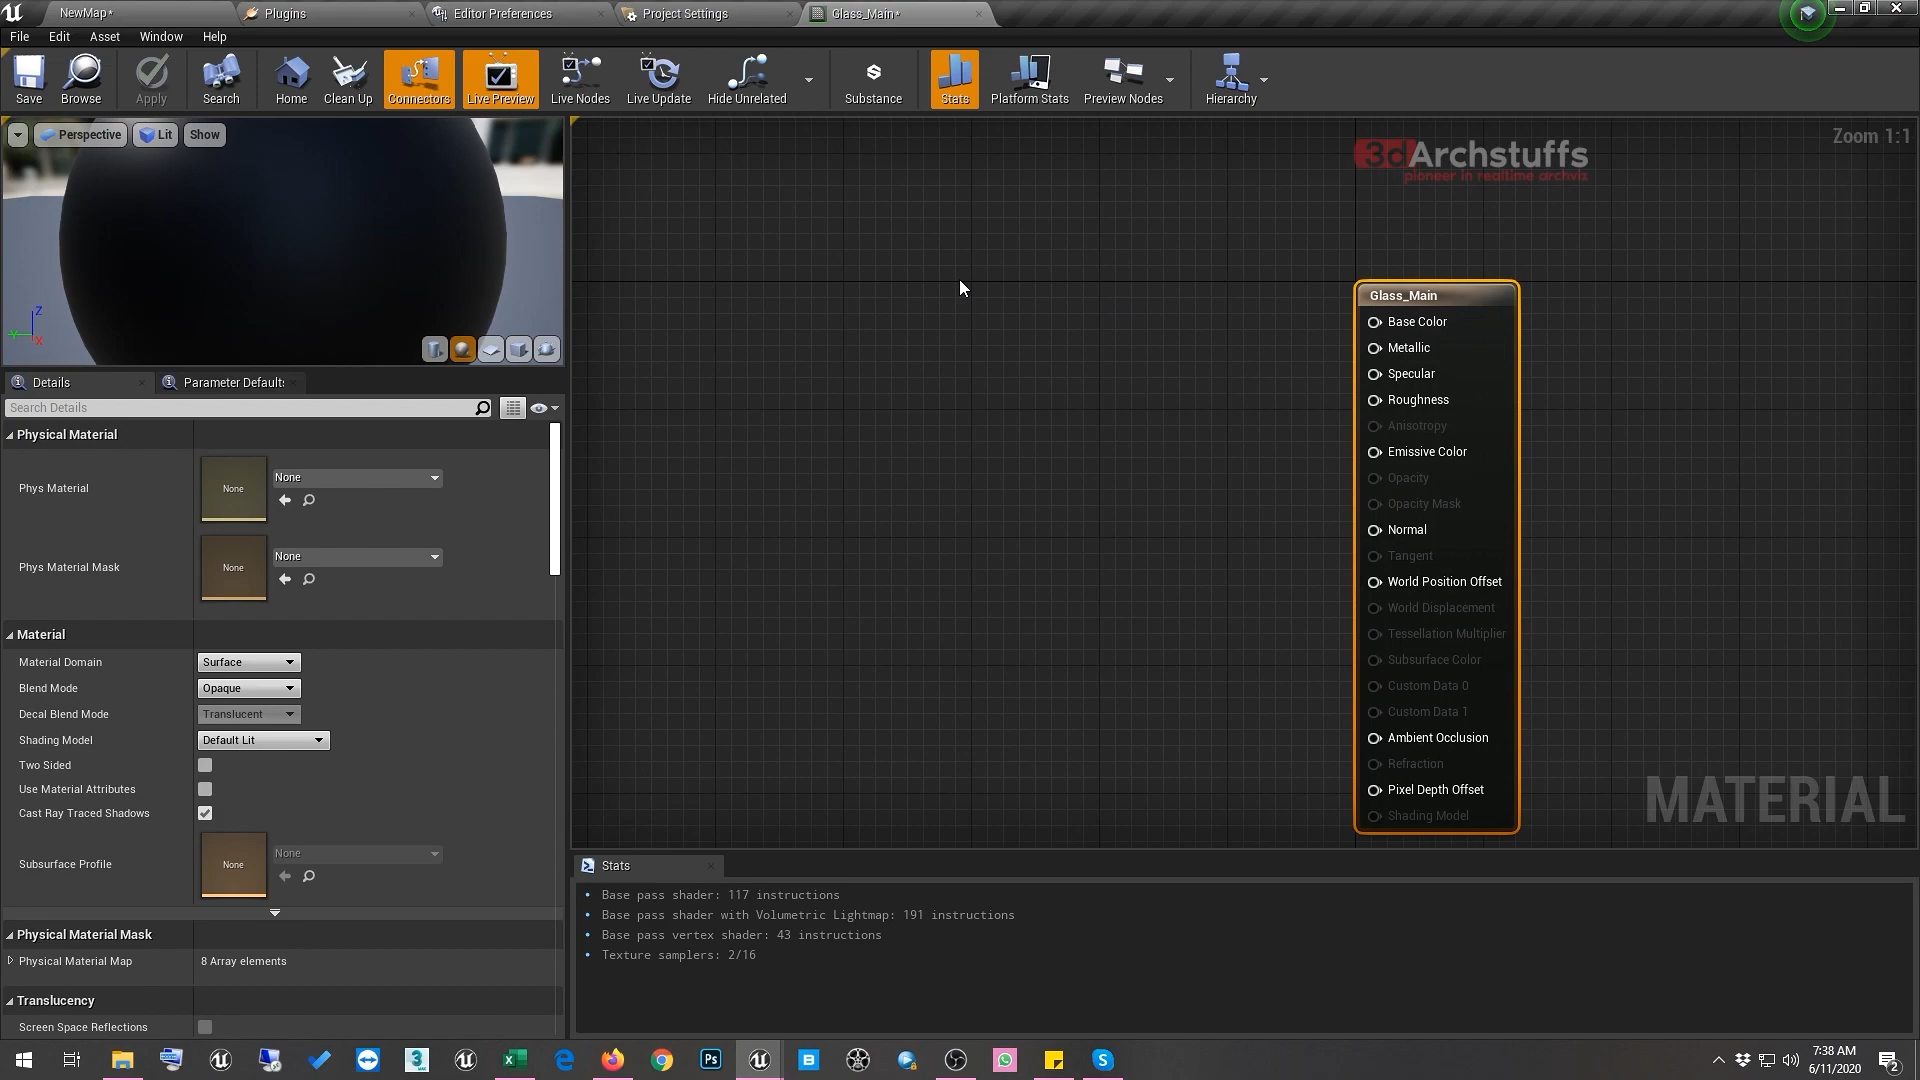 NewMap*
Plugins
Editor Preferences
Project Settings
Glass_Main*
File Edit Asset Window Help
Save Browse Apply Search Home Clean Up Connectors Live Preview Live Nodes Live Update Hide Unrelated Substance Stats Platform Stats Preview Nodes Hierarchy
Perspective Lit Show
3dArchstuffs
pioneer in realtime archviz
Zoom 1:1
Z
Y
X
Details
Parameter Defaults
Search Details
Physical Material
Phys Material
None
None
Phys Material Mask
None
None
Material
Material Domain Surface
Blend Mode Opaque
Decal Blend Mode Translucent
Shading Model Default Lit
Two Sided
Use Material Attributes
Cast Ray Traced Shadows
Subsurface Profile
None
None
Physical Material Mask
Physical Material Map 8 Array elements
Translucency
Screen Space Reflections
Glass_Main
Base Color
Metallic
Specular
Roughness
Anisotropy
Emissive Color
Opacity
Opacity Mask
Normal
Tangent
World Position Offset
World Displacement
Tessellation Multiplier
Subsurface Color
Custom Data 0
Custom Data 1
Ambient Occlusion
Refraction
Pixel Depth Offset
Shading Model
MATERIAL
Stats
Base pass shader: 117 instructions
Base pass shader with Volumetric Lightmap: 191 instructions
Base pass vertex shader: 43 instructions
Texture samplers: 2/16
7:38 AM
6/11/2020
2